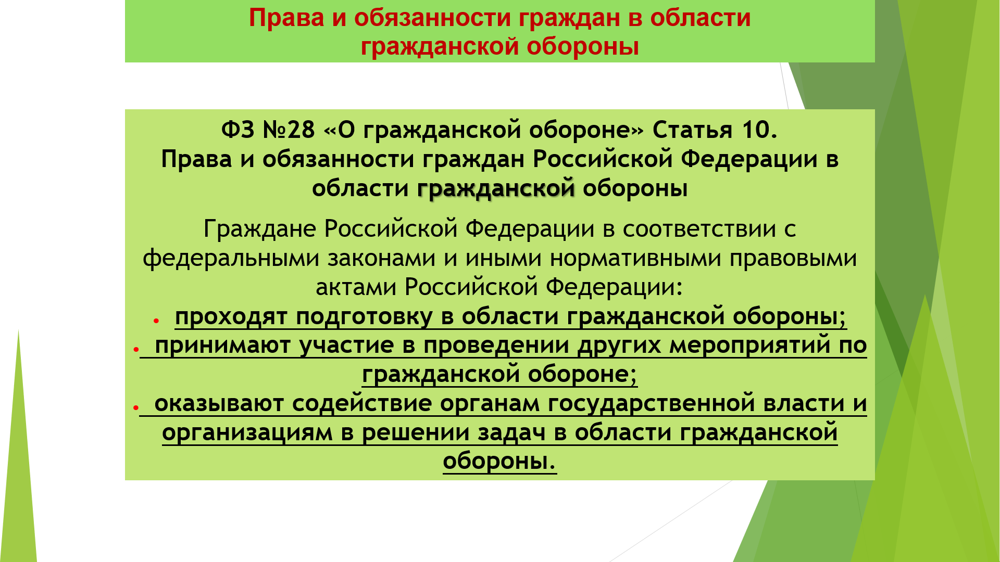 Права и обязанности граждан в области
гражданской обороны
ФЗ №28 «О гражданской обороне» Статья 10.
Права и обязанности граждан Российской Федерации в
области гражданской обороны
Граждане Российской Федерации в соответствии с
федеральными законами и иными нормативными правовыми
актами Российской Федерации:
• проходят подготовку в области гражданской обороны;
• принимают участие в проведении других мероприятий по
гражданской обороне;
• оказывают содействие органам государственной власти и
организациям в решении задач в области гражданской
обороны.